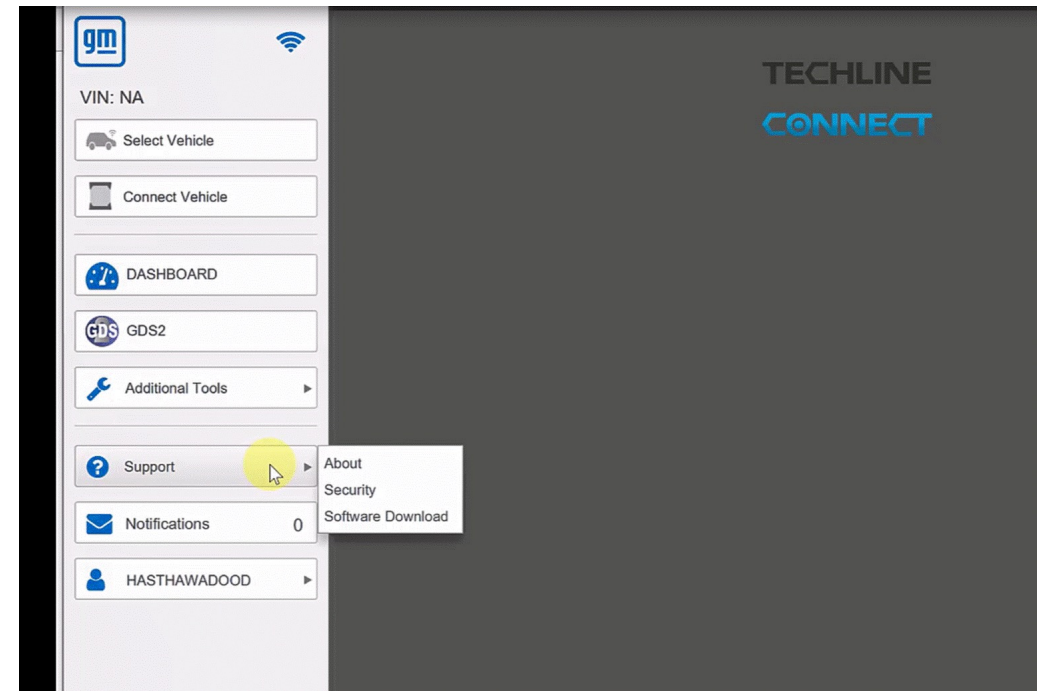 gm
VIN: NA
Select Vehicle
Connect Vehicle
DASHBOARD
GDS GDS2
Additional Tools
Support
Notifications 0
HASTHAWADOOD
About
Security
Software Download
TECHLINE
CONNECT